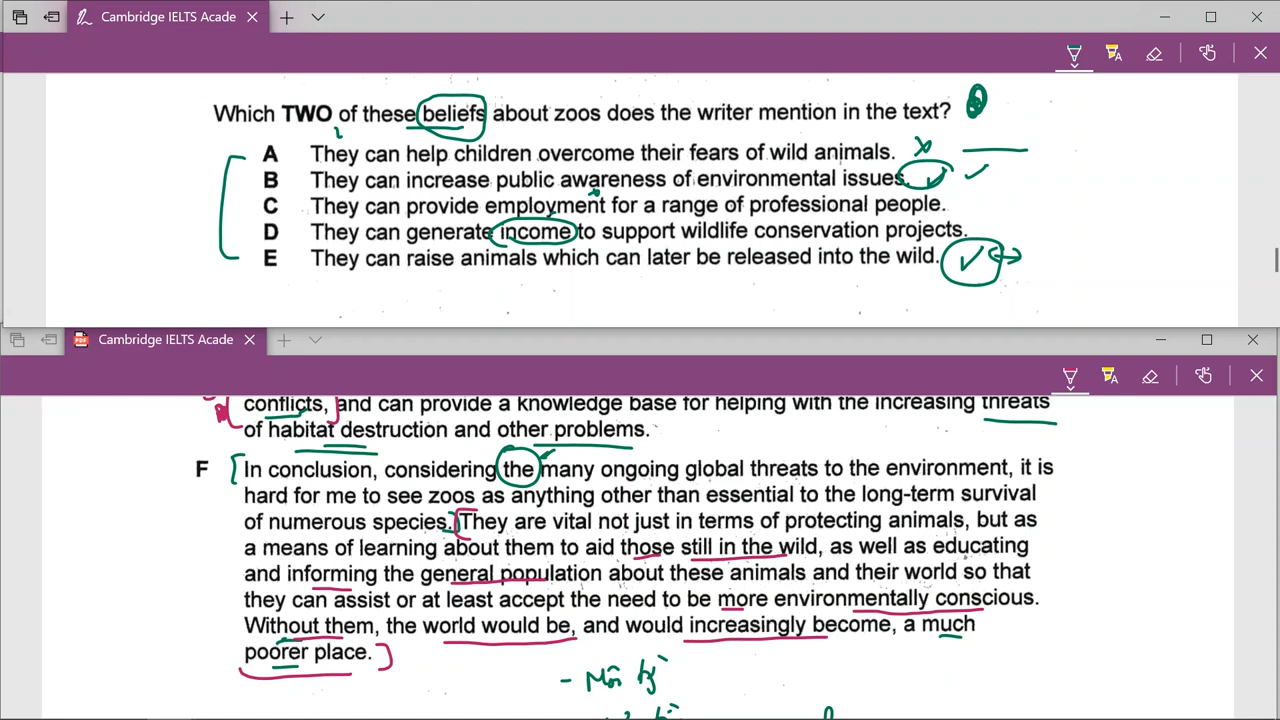 Cambridge IELTS Acade
Which TWO of these beliefs about zoos does the writer mention in the text?
A They can help children overcome their fears of wild animals.
B They can increase public awareness of environmental issues.
C They can provide employment for a range of professional people.
D They can generate income to support wildlife conservation projects.
E They can raise animals which can later be released into the wild.
Cambridge IELTS Acade
conflicts, and can provide a knowledge base for helping with the increasing threats
of habitat destruction and other problems.
F In conclusion, considering the many ongoing global threats to the environment, it is
hard for me to see zoos as anything other than essential to the long-term survival
of numerous species. They are vital not just in terms of protecting animals, but as
a means of learning about them to aid those still in the wild, as well as educating
and informing the general population about these animals and their world so that
they can assist or at least accept the need to be more environmentally conscious.
Without them, the world would be, and would increasingly become, a much
poorer place.